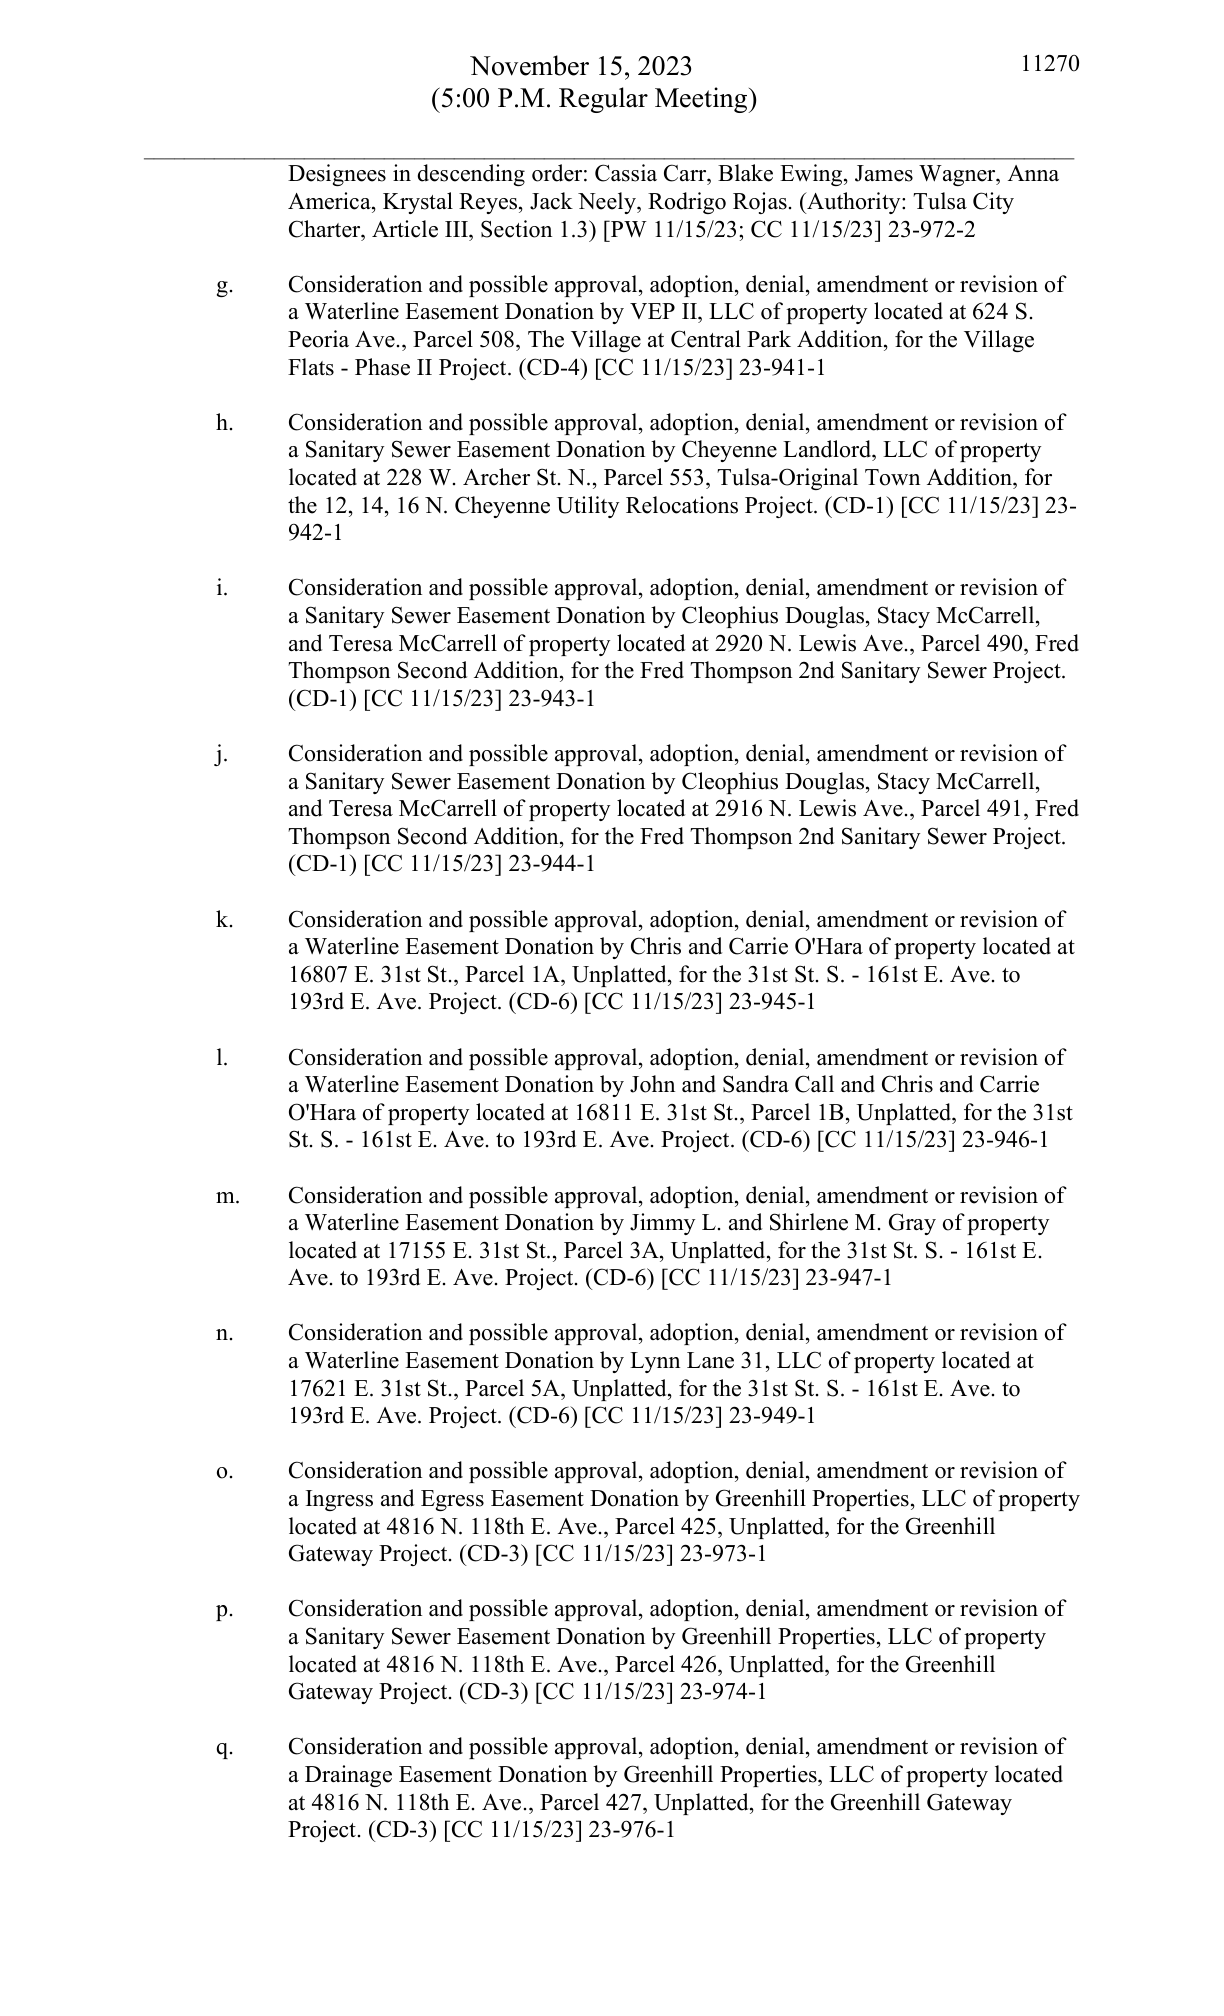 November 15, 2023
11270
(5:00 P.M. Regular Meeting)
Designees in descending order: Cassia Carr, Blake Ewing, James Wagner, Anna
America, Krystal Reyes, Jack Neely, Rodrigo Rojas. (Authority: Tulsa City
Charter, Article III, Section 1.3) [PW 11/15/23; CC 11/15/23] 23-972-2
g. Consideration and possible approval, adoption, denial, amendment or revision of
a Waterline Easement Donation by VEP II, LLC of property located at 624 S.
Peoria Ave., Parcel 508, The Village at Central Park Addition, for the Village
Flats - Phase II Project. (CD-4) [CC 11/15/23] 23-941-1
h. Consideration and possible approval, adoption, denial, amendment or revision of
a Sanitary Sewer Easement Donation by Cheyenne Landlord, LLC of property
located at 228 W. Archer St. N., Parcel 553, Tulsa-Original Town Addition, for
the 12, 14, 16 N. Cheyenne Utility Relocations Project. (CD-1) [CC 11/15/23] 23-
942-1
i. Consideration and possible approval, adoption, denial, amendment or revision of
a Sanitary Sewer Easement Donation by Cleophius Douglas, Stacy McCarrell,
and Teresa McCarrell of property located at 2920 N. Lewis Ave., Parcel 490, Fred
Thompson Second Addition, for the Fred Thompson 2nd Sanitary Sewer Project.
(CD-1) [CC 11/15/23] 23-943-1
j. Consideration and possible approval, adoption, denial, amendment or revision of
a Sanitary Sewer Easement Donation by Cleophius Douglas, Stacy McCarrell,
and Teresa McCarrell of property located at 2916 N. Lewis Ave., Parcel 491, Fred
Thompson Second Addition, for the Fred Thompson 2nd Sanitary Sewer Project.
(CD-1) [CC 11/15/23] 23-944-1
k. Consideration and possible approval, adoption, denial, amendment or revision of
a Waterline Easement Donation by Chris and Carrie O'Hara of property located at
16807 E. 31st St., Parcel 1A, Unplatted, for the 31st St. S. - 161st E. Ave. to
193rd E. Ave. Project. (CD-6) [CC 11/15/23] 23-945-1
l. Consideration and possible approval, adoption, denial, amendment or revision of
a Waterline Easement Donation by John and Sandra Call and Chris and Carrie
O'Hara of property located at 16811 E. 31st St., Parcel 1B, Unplatted, for the 31st
St. S. - 161st E. Ave. to 193rd E. Ave. Project. (CD-6) [CC 11/15/23] 23-946-1
m. Consideration and possible approval, adoption, denial, amendment or revision of
a Waterline Easement Donation by Jimmy L. and Shirlene M. Gray of property
located at 17155 E. 31st St., Parcel 3A, Unplatted, for the 31st St. S. - 161st E.
Ave. to 193rd E. Ave. Project. (CD-6) [CC 11/15/23] 23-947-1
n. Consideration and possible approval, adoption, denial, amendment or revision of
a Waterline Easement Donation by Lynn Lane 31, LLC of property located at
17621 E. 31st St., Parcel 5A, Unplatted, for the 31st St. S. - 161st E. Ave. to
193rd E. Ave. Project. (CD-6) [CC 11/15/23] 23-949-1
o. Consideration and possible approval, adoption, denial, amendment or revision of
a Ingress and Egress Easement Donation by Greenhill Properties, LLC of property
located at 4816 N. 118th E. Ave., Parcel 425, Unplatted, for the Greenhill
Gateway Project. (CD-3) [CC 11/15/23] 23-973-1
p. Consideration and possible approval, adoption, denial, amendment or revision of
a Sanitary Sewer Easement Donation by Greenhill Properties, LLC of property
located at 4816 N. 118th E. Ave., Parcel 426, Unplatted, for the Greenhill
Gateway Project. (CD-3) [CC 11/15/23] 23-974-1
q. Consideration and possible approval, adoption, denial, amendment or revision of
a Drainage Easement Donation by Greenhill Properties, LLC of property located
at 4816 N. 118th E. Ave., Parcel 427, Unplatted, for the Greenhill Gateway
Project. (CD-3) [CC 11/15/23] 23-976-1